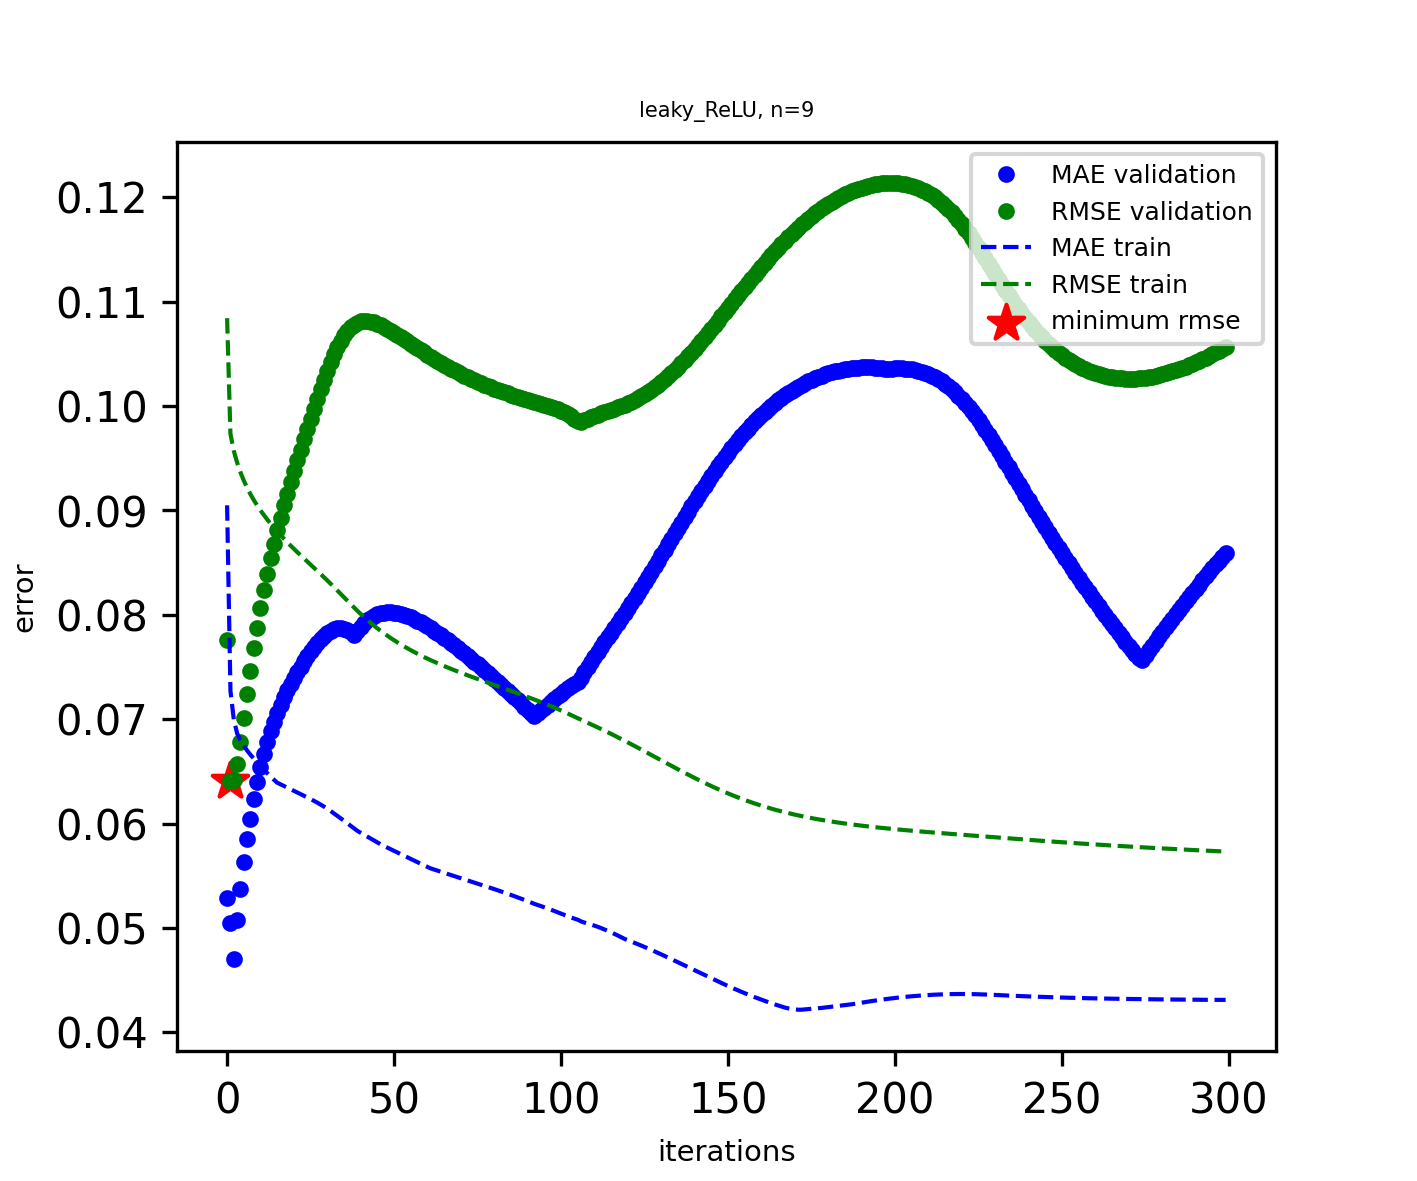 leaky_ReLU, n=9
MAE validation
RMSE validation
MAE train
RMSE train
minimum rmse
error
0.12
0.11
0.10
0.09
0.08
0.07
0.06
0.05
0.04
0 50 100 150 200 250 300
iterations